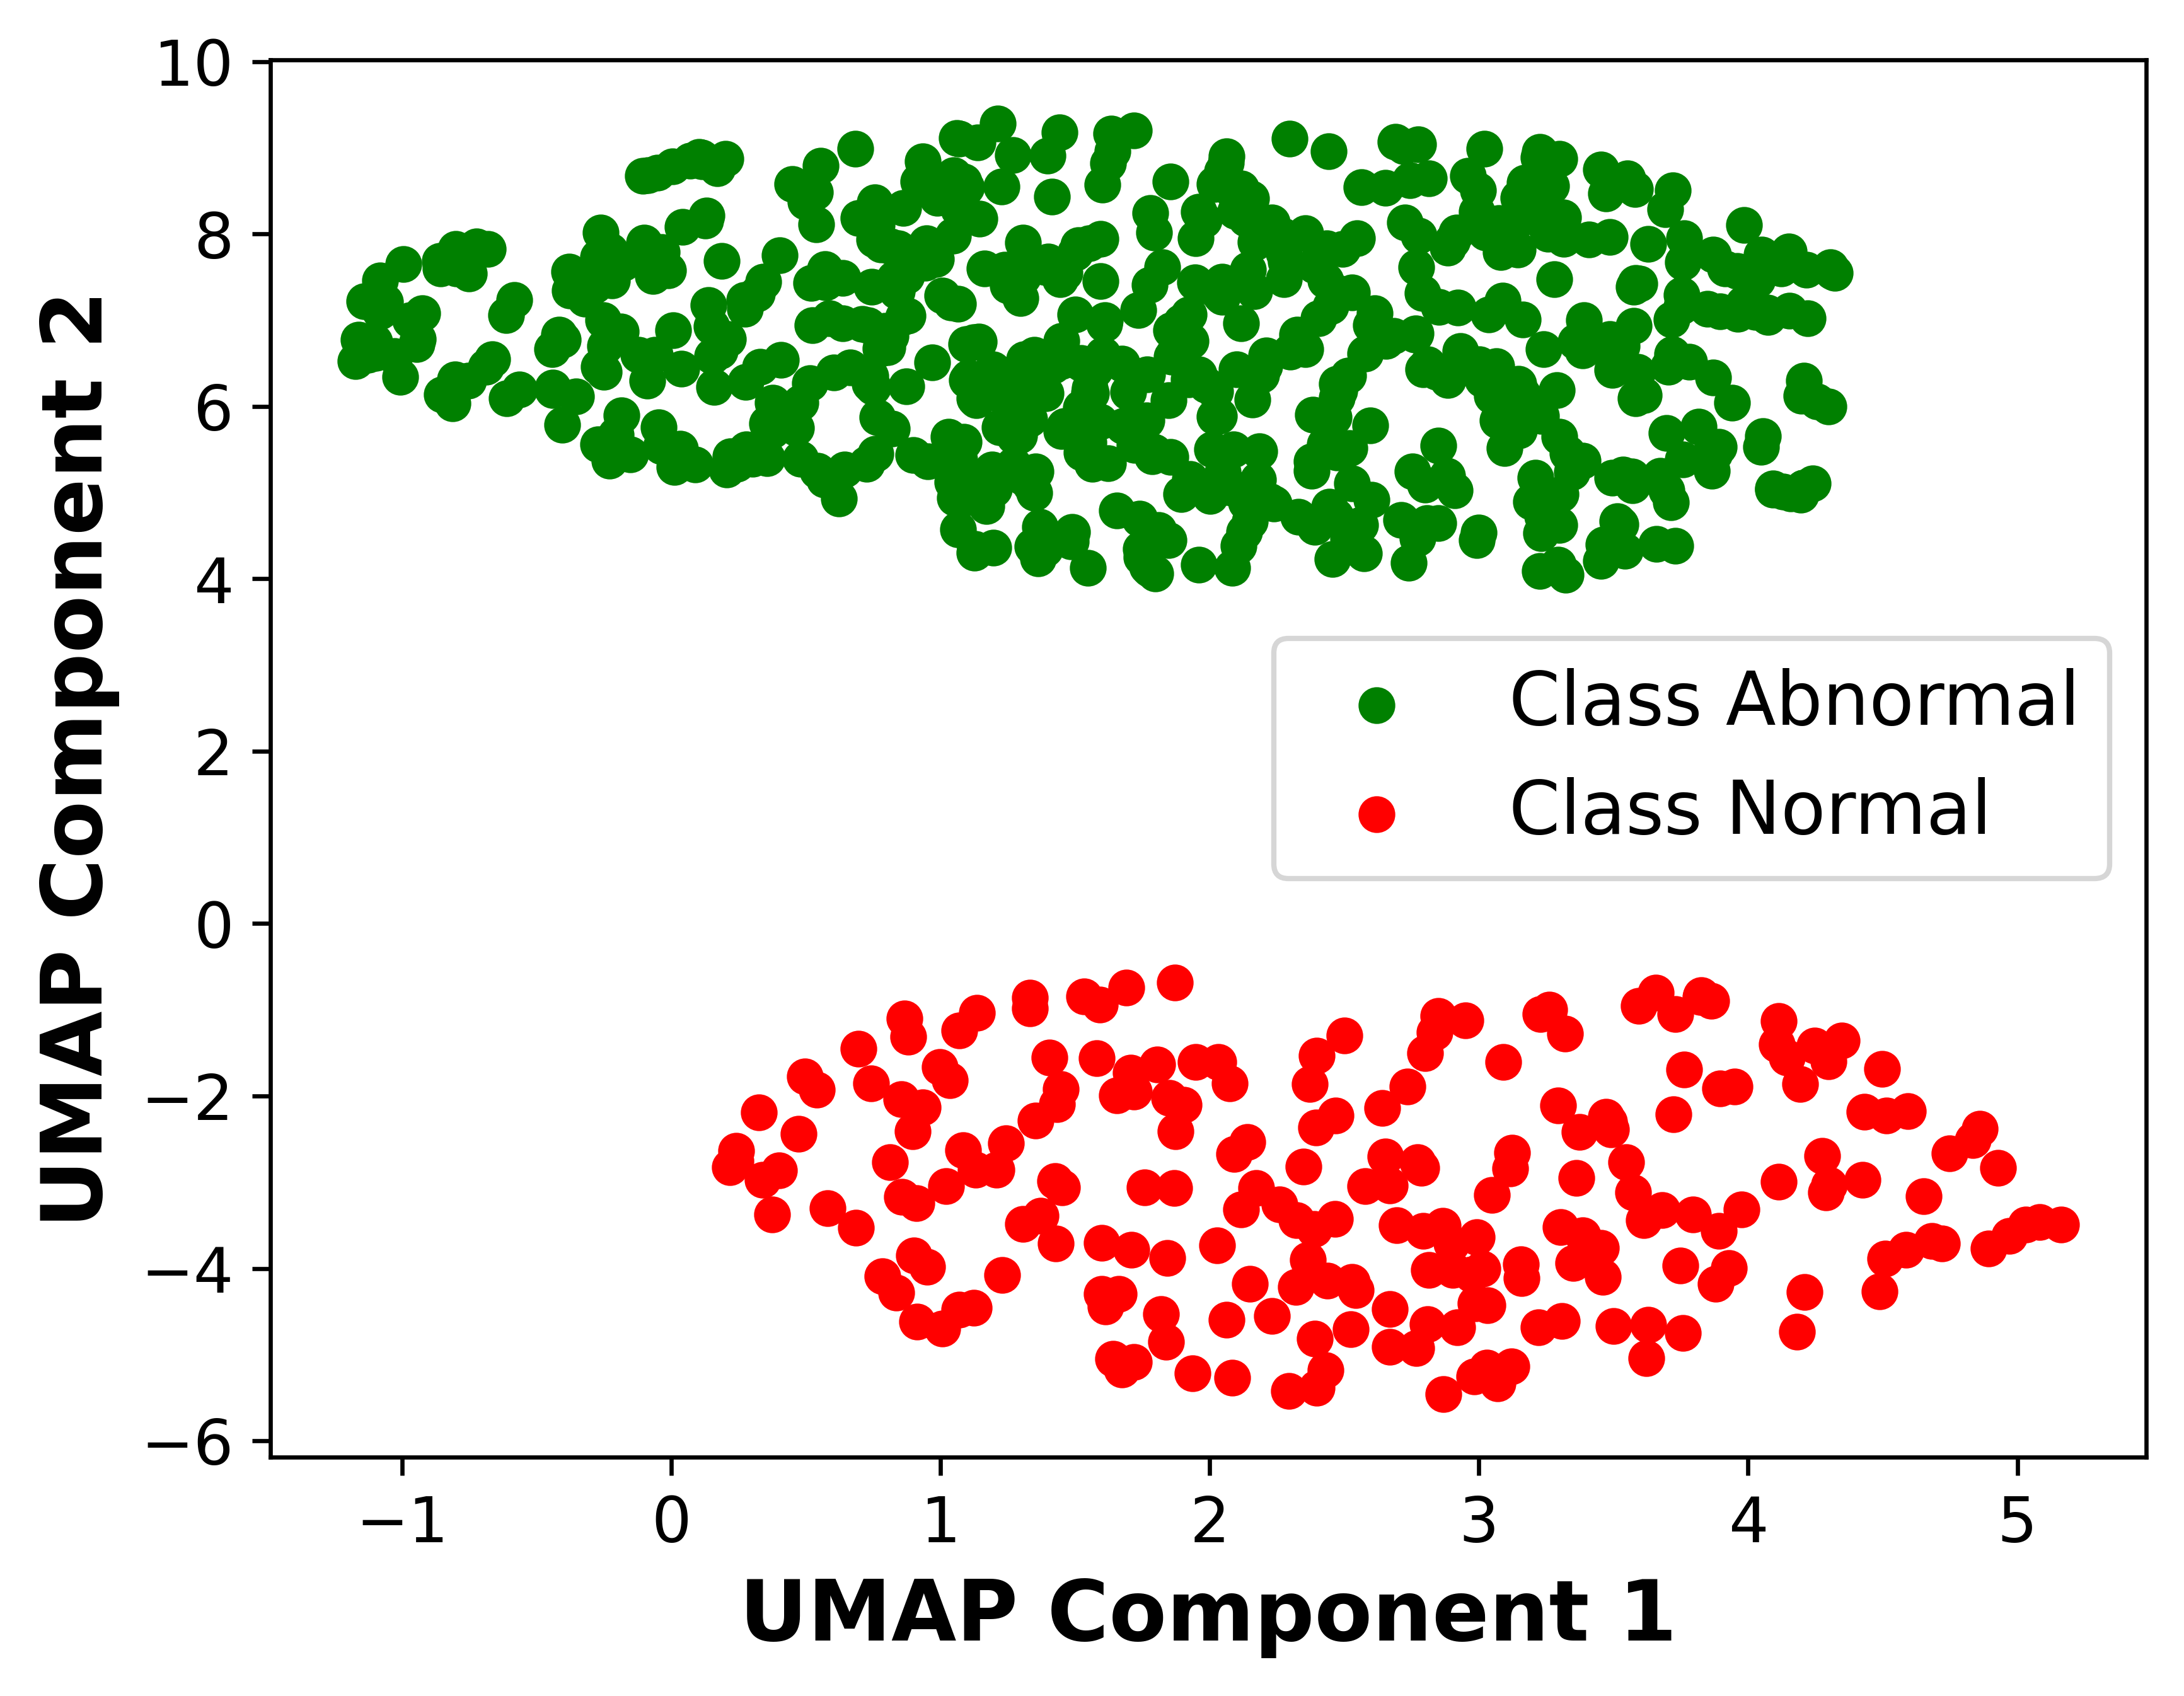 10
8
6
4
2
0
−2
−4
−6
UMAP Component 2
Class Abnormal
Class Normal
−1 0 1 2 3 4 5
UMAP Component 1